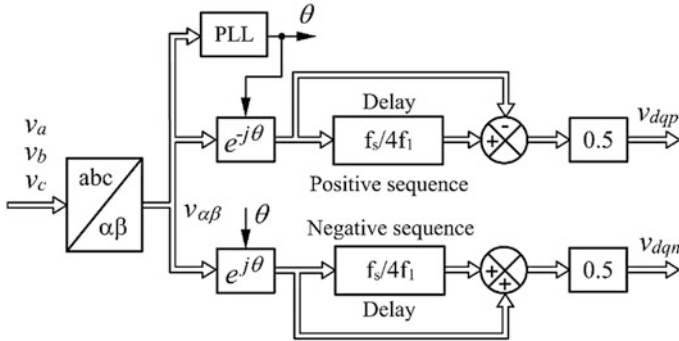 PLL
θ
Delay
v_a
v_b
v_c
e^{-jθ}
f_s/4f_1
-
+
0.5
v_{dqp}
abc
αβ
Positive sequence
v_{αβ}
θ
Negative sequence
e^{jθ}
f_s/4f_1
+
+
0.5
v_{dqn}
Delay